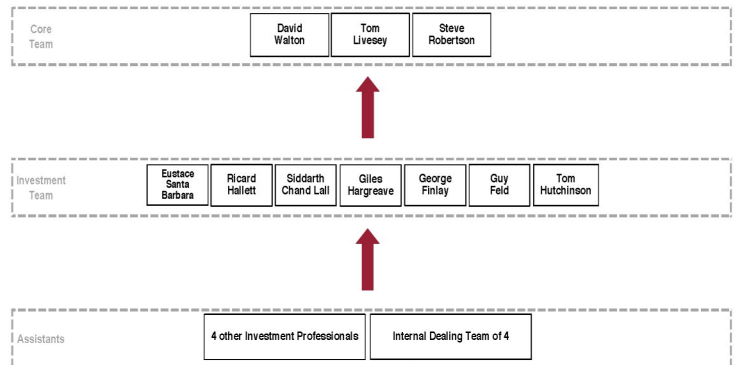 Core
Team
David
Walton
Tom
Livesey
Steve
Robertson
Investment
Team
Eustace
Santa
Barbara
Ricard
Hallett
Siddarth
Chand Lall
Giles
Hargreave
George
Finlay
Guy
Feld
Tom
Hutchinson
Assistants
4 other Investment Professionals
Internal Dealing Team of 4